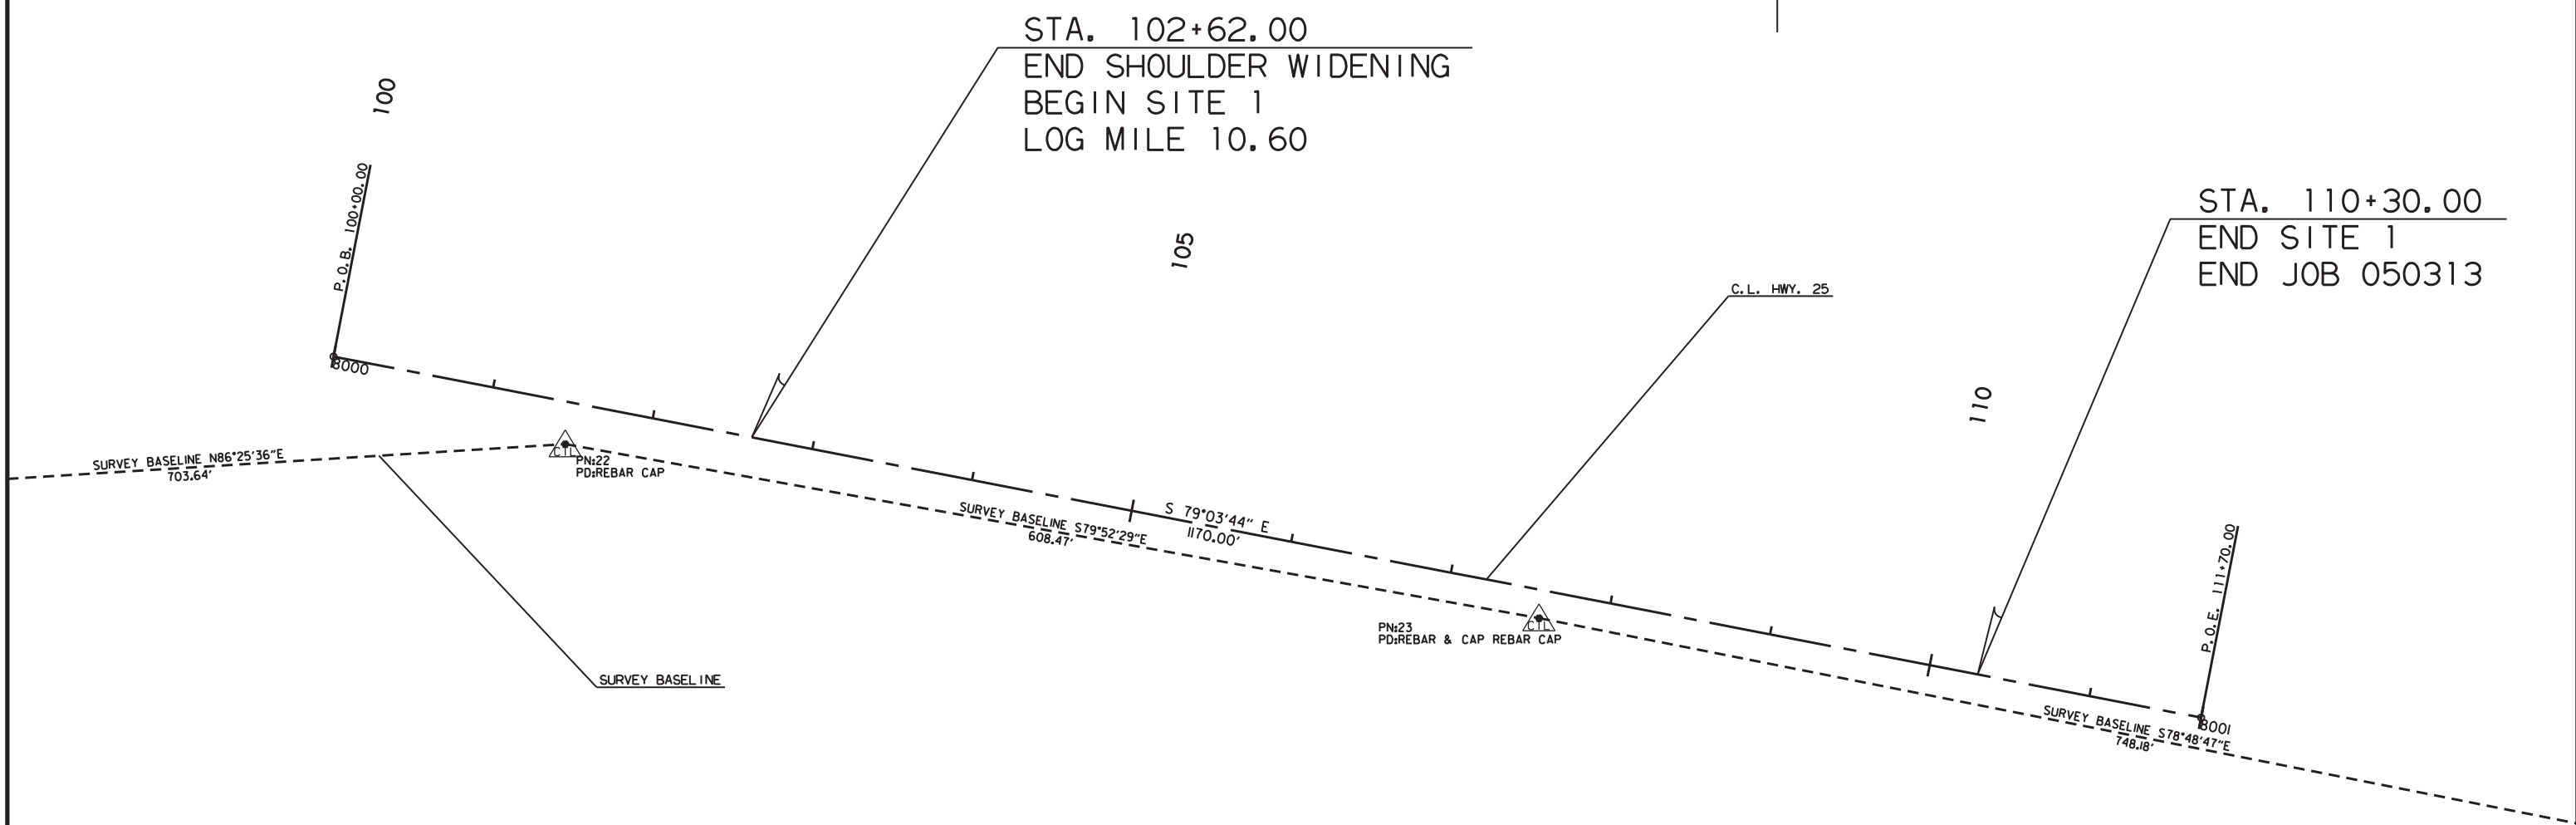 STA. 102+62.00
END SHOULDER WIDENING
BEGIN SITE 1
LOG MILE 10.60
100
P.O.B. 100+00.00
8000
105
STA. 110+30.00
END SITE 1
END JOB 050313
C.L. HWY. 25
110
SURVEY BASELINE N86°25'36"E
703.64'
CTL
PN:22
PD:REBAR CAP
SURVEY BASELINE S79°52'29"E
608.47'
S 79°03'44" E
1170.00'
CTL
PN:23
PD:REBAR & CAP REBAR CAP
P.O.E. 111+70.00
8001
SURVEY BASELINE
SURVEY BASELINE S78°48'47"E
748.18'